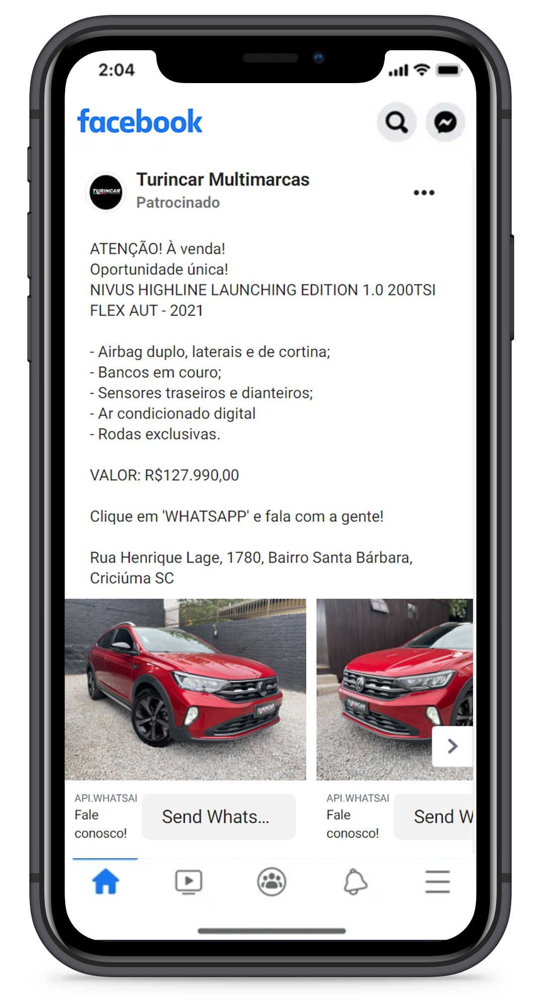 2:04
facebook
TURINCAR
Turincar Multimarcas
Patrocinado
ATENÇÃO! À venda!
Oportunidade única!
NIVUS HIGHLINE LAUNCHING EDITION 1.0 200TSI
FLEX AUT - 2021
- Airbag duplo, laterais e de cortina;
- Bancos em couro;
- Sensores traseiros e dianteiros;
- Ar condicionado digital
- Rodas exclusivas.
VALOR: R$127.990,00
Clique em 'WHATSAPP' e fala com a gente!
Rua Henrique Lage, 1780, Bairro Santa Bárbara,
Criciúma SC
TURINCAR
TURINCAR
API.WHATSAI
Fale
conosco!
Send Whats...
API.WHATSAI
Fale
conosco!
Send W